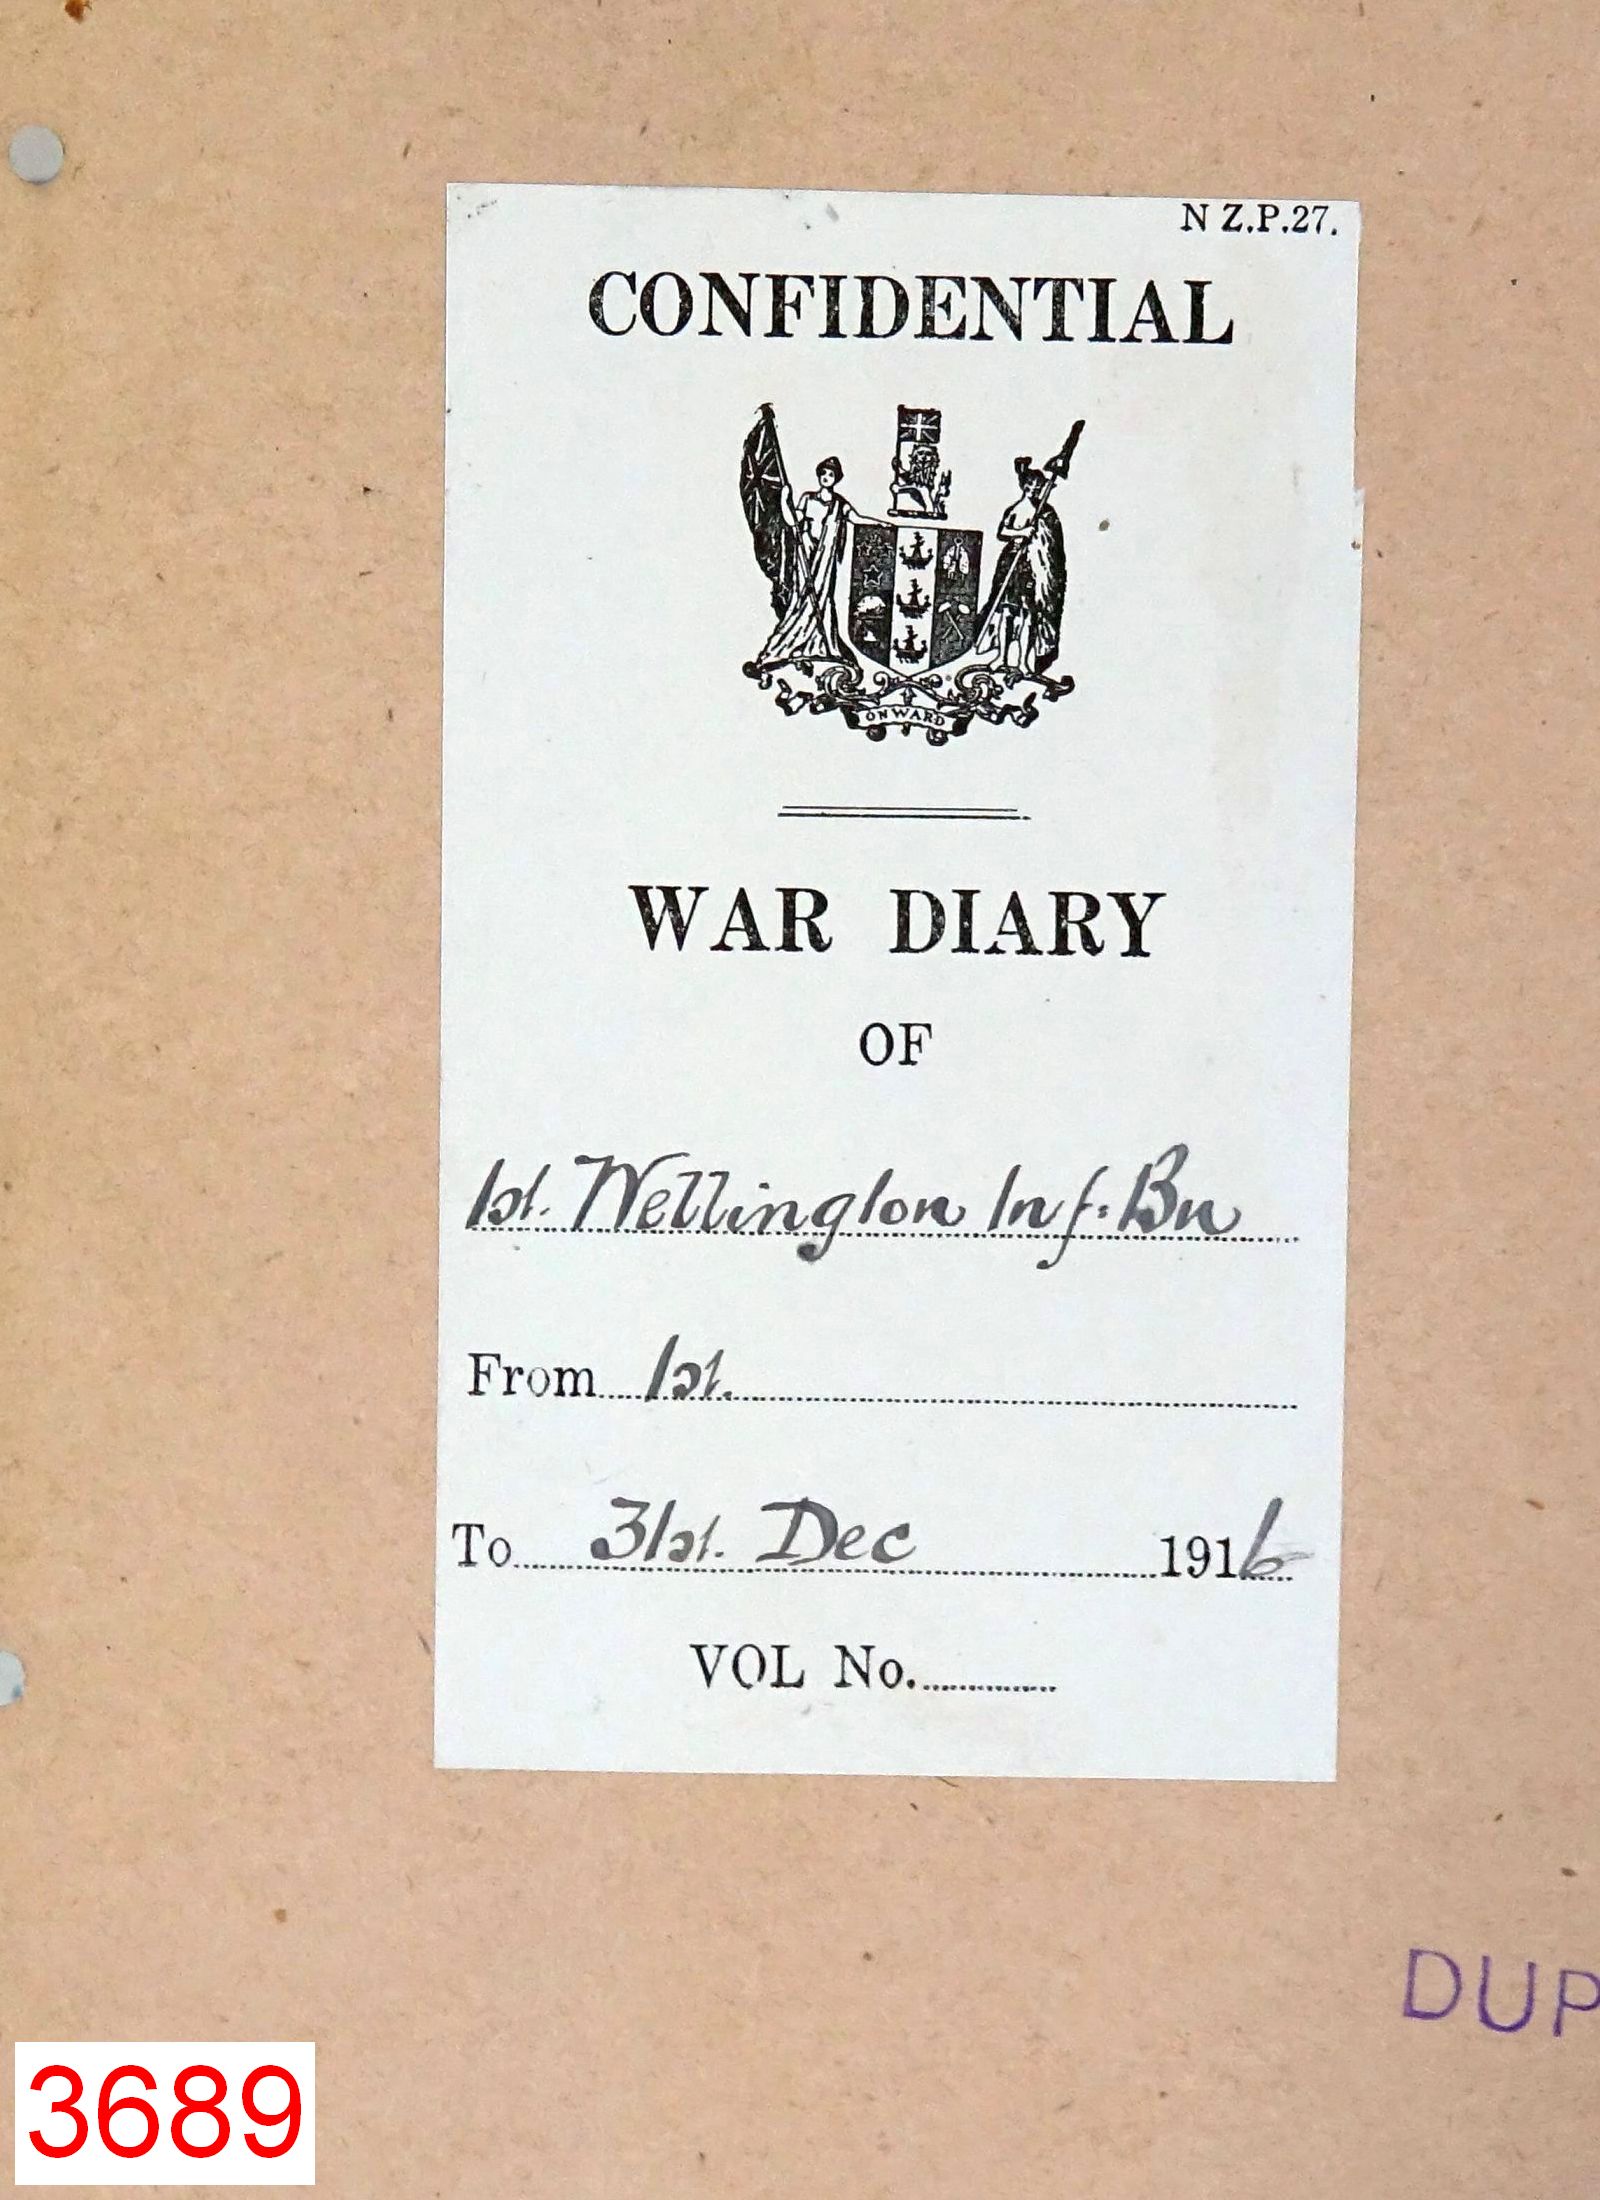 N Z.P.27.
CONFIDENTIAL
ONWARD
WAR DIARY
OF
1st. Wellington Inf: Bn
From 1st.
To 31st. Dec 1916
VOL No.
DUP
3689